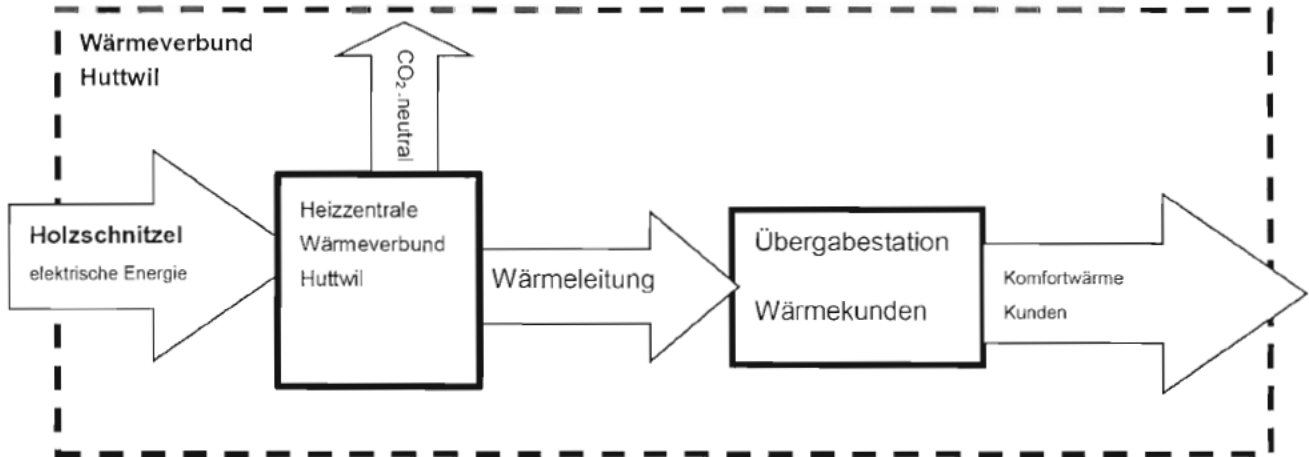 Wärmeverbund
Huttwil
CO₂-neutral
Holzschnitzel
elektrische Energie
Heizzentrale
Wärmeverbund
Huttwil
Wärmeleitung
Übergabestation
Wärmekunden
Komfortwärme
Kunden